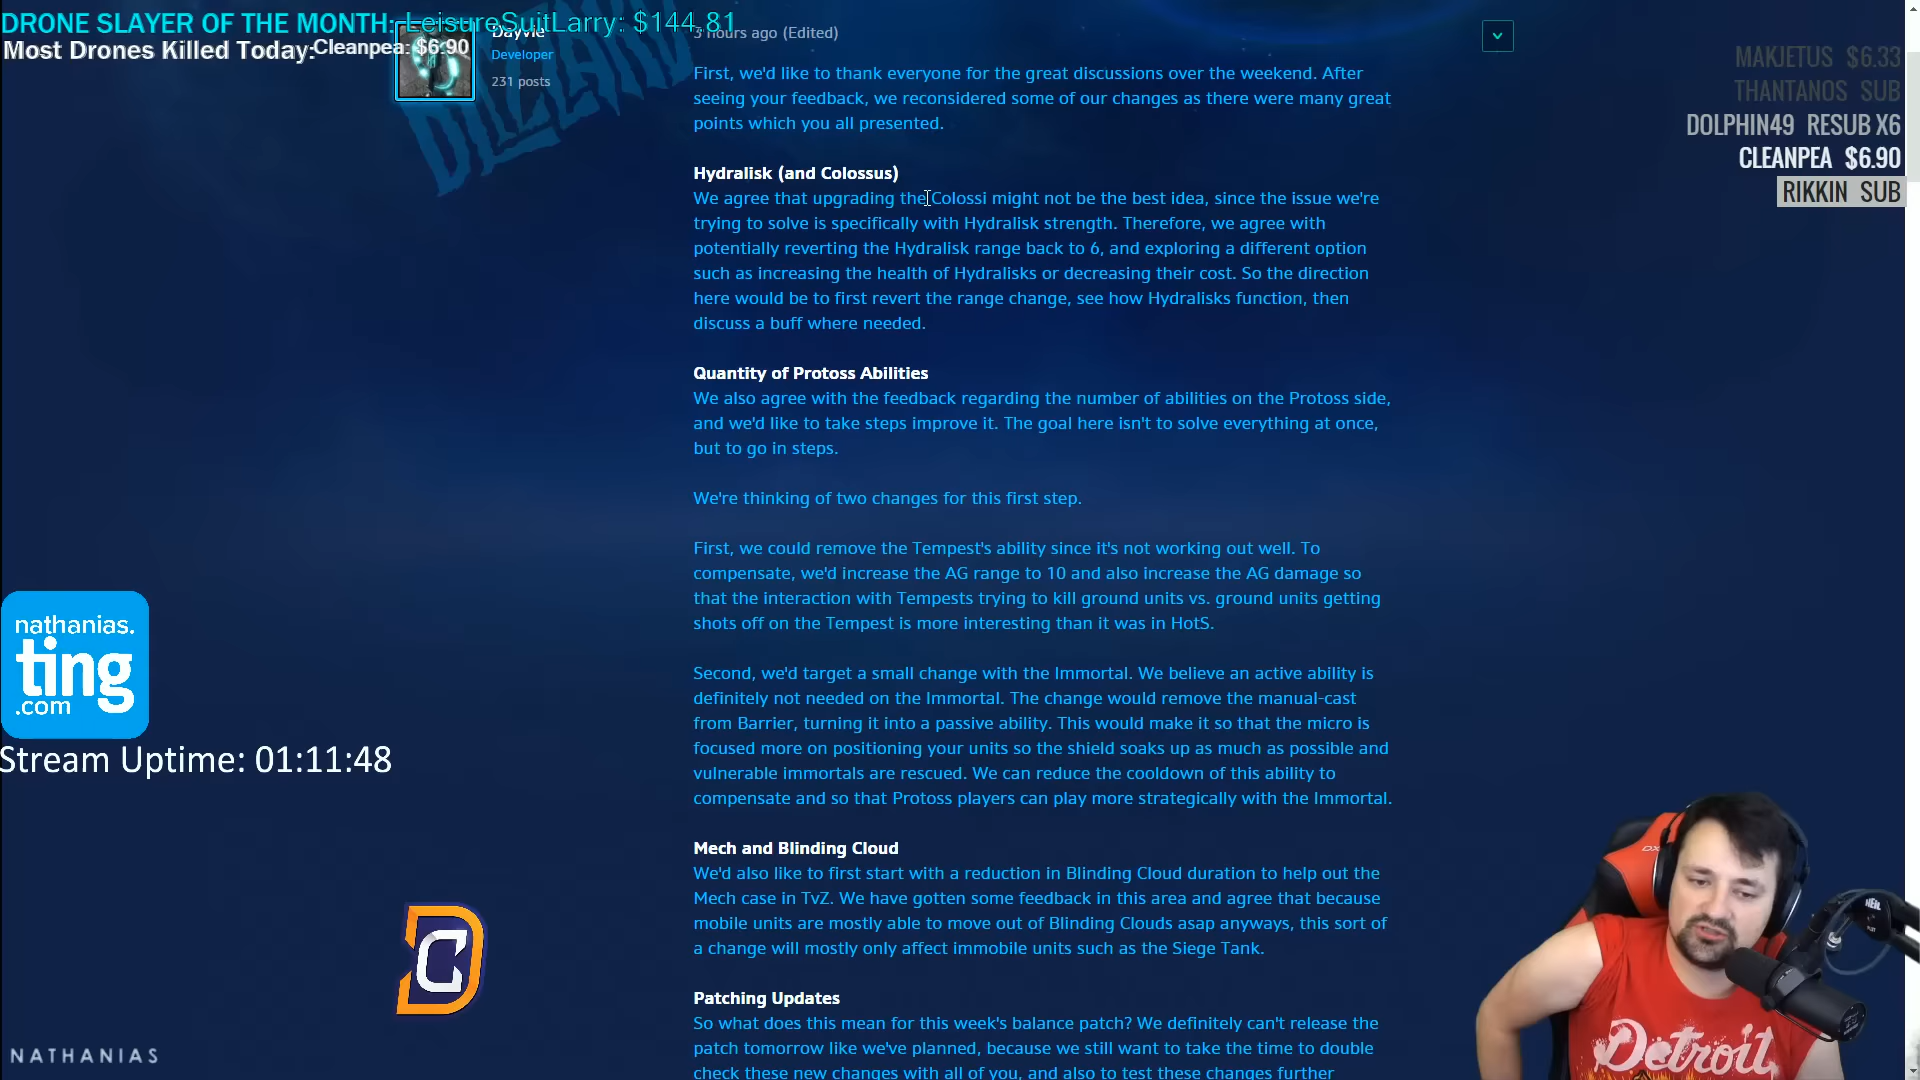 DRONE SLAYER OF THE MONTH: LeisureSuitLarry: $144.81
Most Drones Killed Today: Cleanpea: $6.90
Dayvie
Developer
231 posts
3 hours ago (Edited)
First, we'd like to thank everyone for the great discussions over the weekend. After
seeing your feedback, we reconsidered some of our changes as there were many great
points which you all presented.
Hydralisk (and Colossus)
We agree that upgrading the Colossi might not be the best idea, since the issue we're
trying to solve is specifically with Hydralisk strength. Therefore, we agree with
potentially reverting the Hydralisk range back to 6, and exploring a different option
such as increasing the health of Hydralisks or decreasing their cost. So the direction
here would be to first revert the range change, see how Hydralisks function, then
discuss a buff where needed.
Quantity of Protoss Abilities
We also agree with the feedback regarding the number of abilities on the Protoss side,
and we'd like to take steps improve it. The goal here isn't to solve everything at once,
but to go in steps.
We're thinking of two changes for this first step.
First, we could remove the Tempest's ability since it's not working out well. To
compensate, we'd increase the AG range to 10 and also increase the AG damage so
that the interaction with Tempests trying to kill ground units vs. ground units getting
shots off on the Tempest is more interesting than it was in HotS.
Second, we'd target a small change with the Immortal. We believe an active ability is
definitely not needed on the Immortal. The change would remove the manual-cast
from Barrier, turning it into a passive ability. This would make it so that the micro is
focused more on positioning your units so the shield soaks up as much as possible and
vulnerable immortals are rescued. We can reduce the cooldown of this ability to
compensate and so that Protoss players can play more strategically with the Immortal.
Mech and Blinding Cloud
We'd also like to first start with a reduction in Blinding Cloud duration to help out the
Mech case in TvZ. We have gotten some feedback in this area and agree that because
mobile units are mostly able to move out of Blinding Clouds asap anyways, this sort of
a change will mostly only affect immobile units such as the Siege Tank.
Patching Updates
So what does this mean for this week's balance patch? We definitely can't release the
patch tomorrow like we've planned, because we still want to take the time to double
check these new changes with all of you, and also to test these changes further
MAKJETUS $6.33
THANTANOS SUB
DOLPHIN49 RESUB X6
CLEANPEA $6.90
RIKKIN SUB
nathanias.
ting
.com
Stream Uptime: 01:11:48
DC
NATHANIAS
Detroit